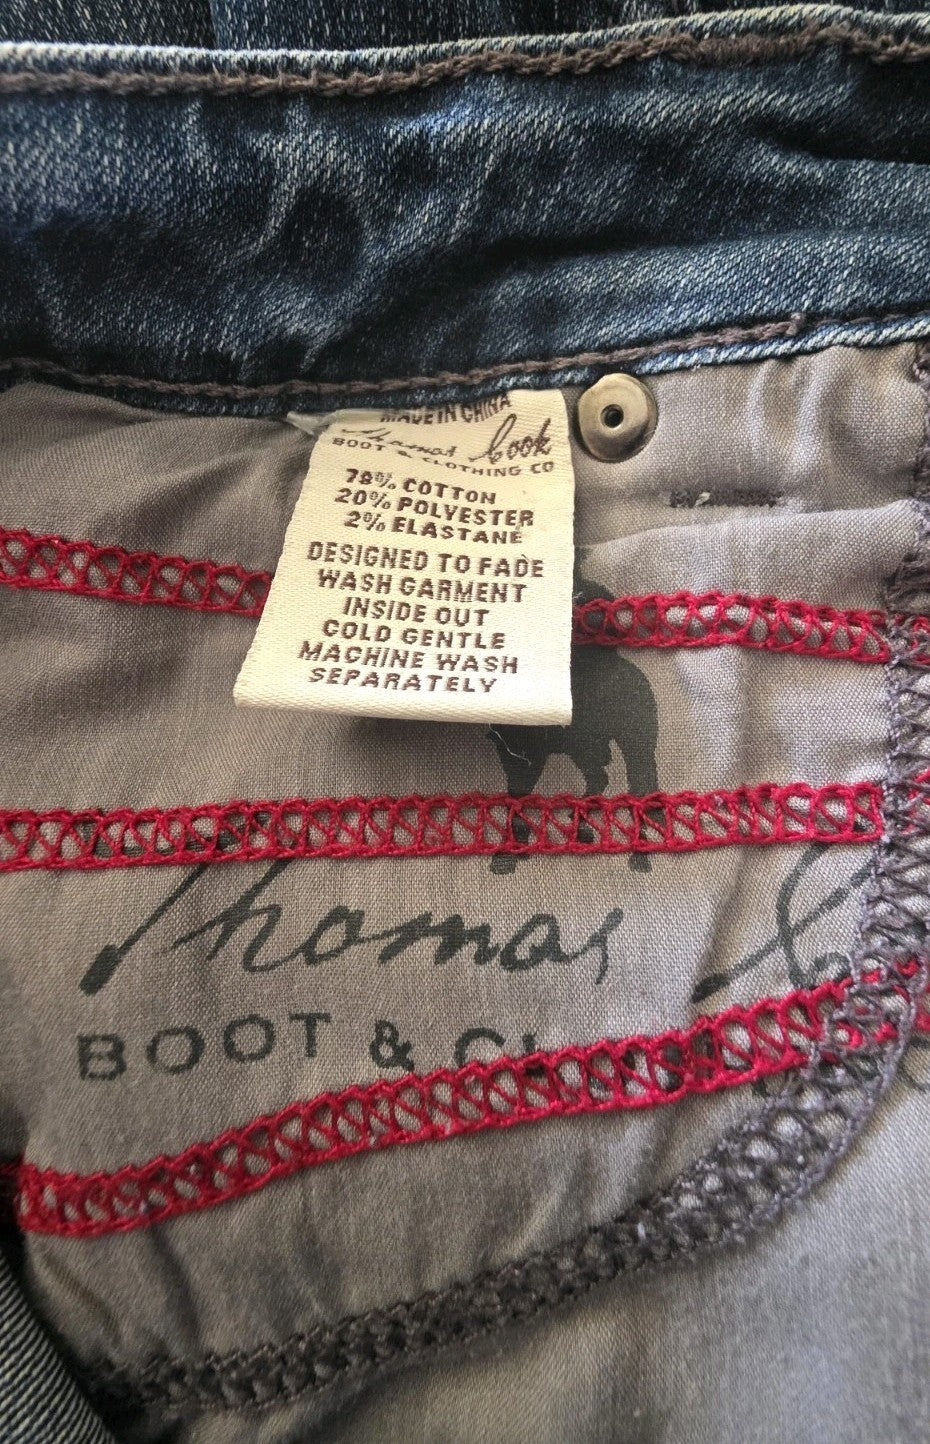 MADE IN CHINA
Thomas Cook
BOOT & CLOTHING CO
78% COTTON
20% POLYESTER
2% ELASTANE
DESIGNED TO FADE
WASH GARMENT
INSIDE OUT
COLD GENTLE
MACHINE WASH
SEPARATELY
Thomas C
BOOT & CL